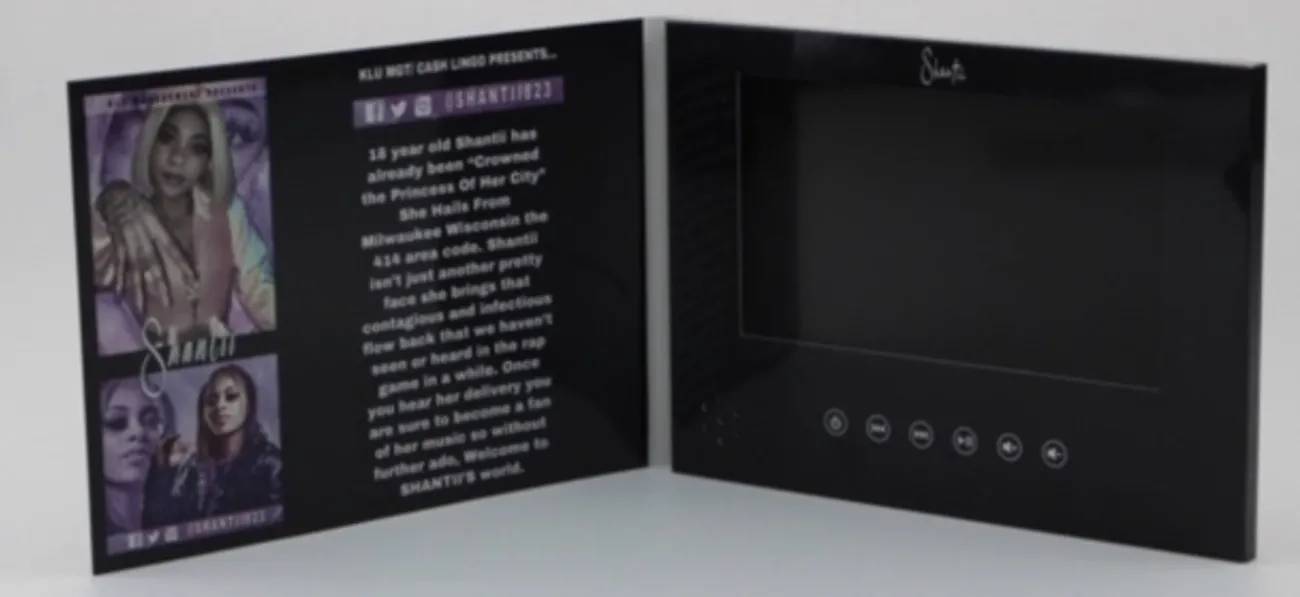 KLU MGT/ CASH LINGO PRESENTS...
@SHANTII823
18 year old Shantii has
already been "Crowned
the Princess Of Her City"
She Hails From
Milwaukee Wisconsin the
414 area code. Shantii
isn't just another pretty
face she brings that
contagious and infectious
flow back that we haven't
seen or heard in the rap
game in a while. Once
you hear her delivery you
are sure to become a fan
of her music so without
further ado, Welcome to
SHANTII'S world.
PRESENTS
Shantii
@SHANTII823
Shantii